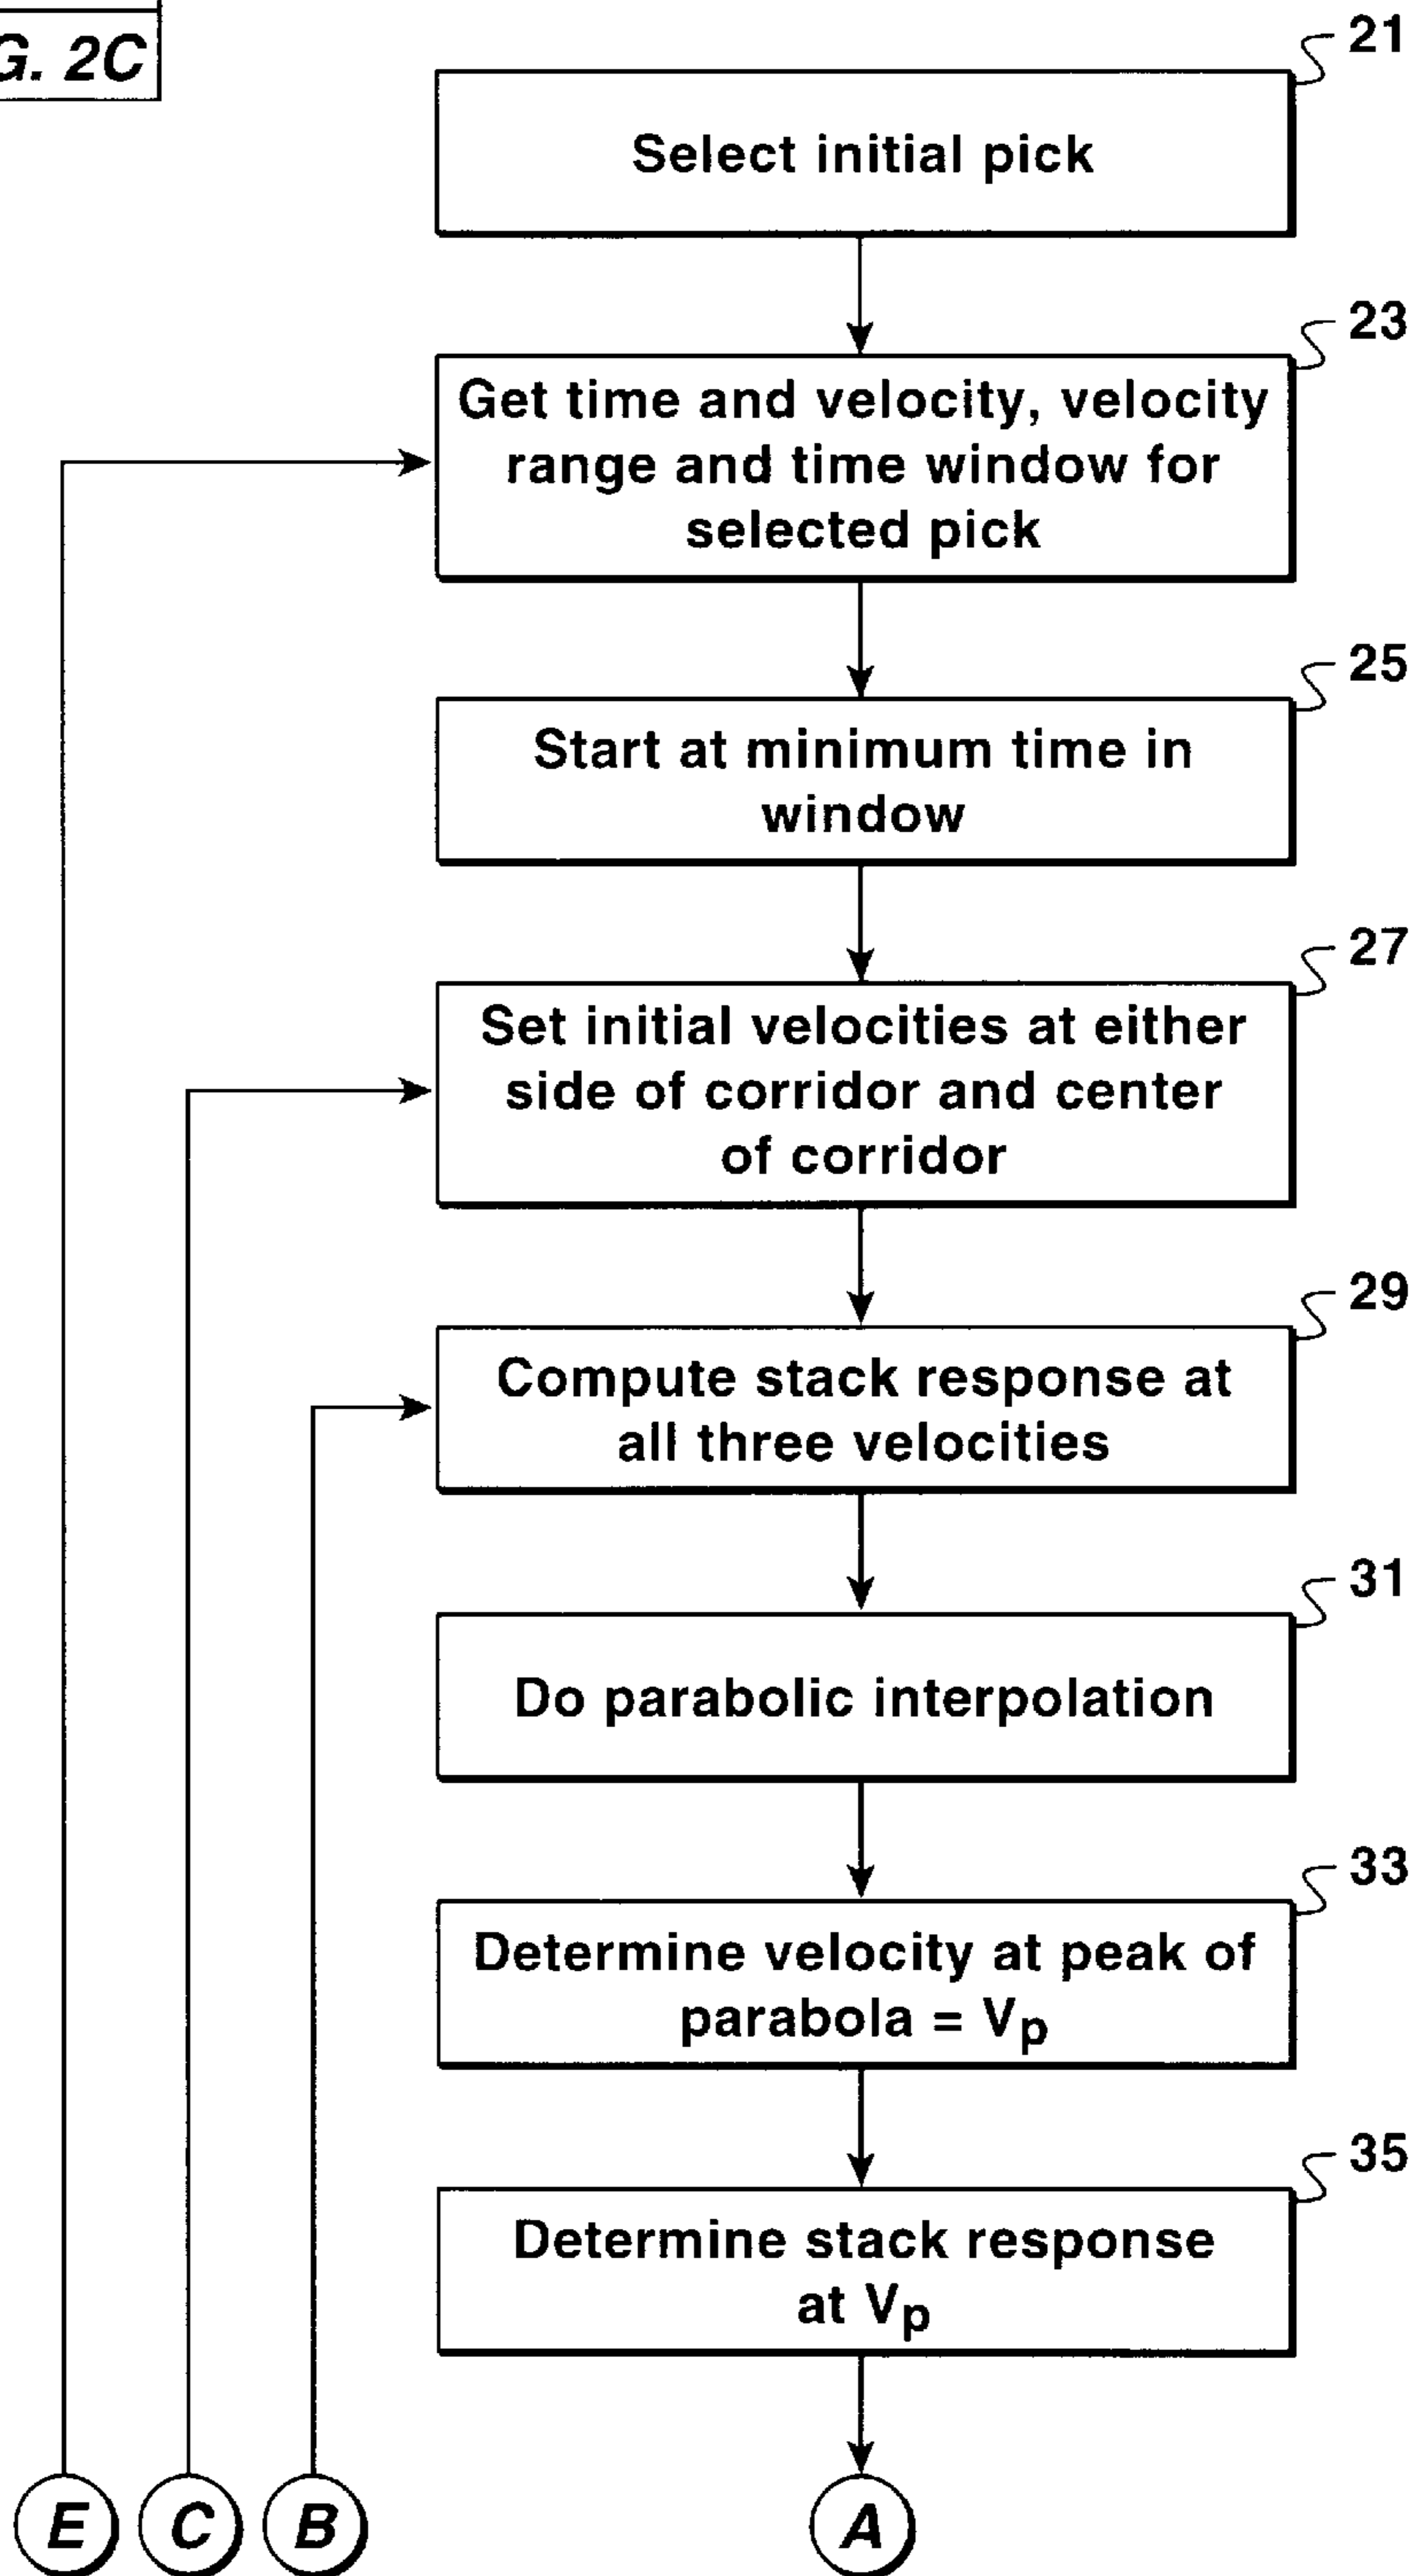 G. 2C
21
Select initial pick
23
Get time and velocity, velocity
range and time window for
selected pick
25
Start at minimum time in
window
27
Set initial velocities at either
side of corridor and center
of corridor
29
Compute stack response at
all three velocities
31
Do parabolic interpolation
33
Determine velocity at peak of
parabola = Vp
35
Determine stack response
at Vp
E C B A